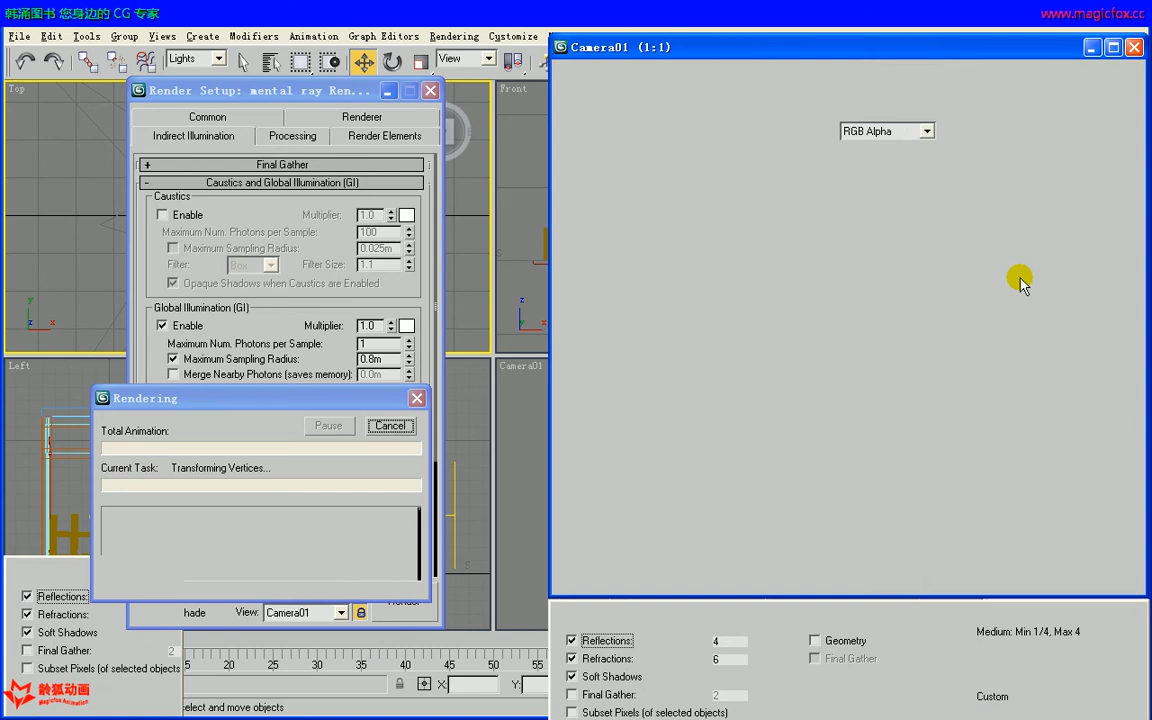 韩涌图书 您身边的 CG 专家
www.magicfox.cc
File Edit Tools Group Views Create Modifiers Animation Graph Editors Rendering Customize
Lights
View
Camera01 (1:1)
Top
Front
Render Setup: mental ray Ren...
Common
Renderer
Indirect Illumination
Processing
Render Elements
RGB Alpha
+ Final Gather
- Caustics and Global Illumination (GI)
Caustics
Enable
Multiplier: 1.0
Maximum Num. Photons per Sample: 100
Maximum Sampling Radius: 0.025m
Filter: Box
Filter Size: 1.1
Opaque Shadows when Caustics are Enabled
Global Illumination (GI)
Enable
Multiplier: 1.0
Maximum Num. Photons per Sample: 1
Maximum Sampling Radius: 0.8m
Merge Nearby Photons (saves memory): 0.0m
y
z
x
z
x
y
Left
Camera01
Rendering
Pause
Cancel
Total Animation:
Current Task: Transforming Vertices...
hade
View: Camera01
Reflections:
Refractions:
Soft Shadows
Final Gather: 2
Subset Pixels (of selected objects
20 25 30 35 40 45 50 55
X:
Y:
elect and move objects
龄狐动画
Magicfox Animation
Reflections: 4
Refractions: 6
Soft Shadows
Final Gather: 2
Subset Pixels (of selected objects)
Geometry
Final Gather
Medium: Min 1/4, Max 4
Custom